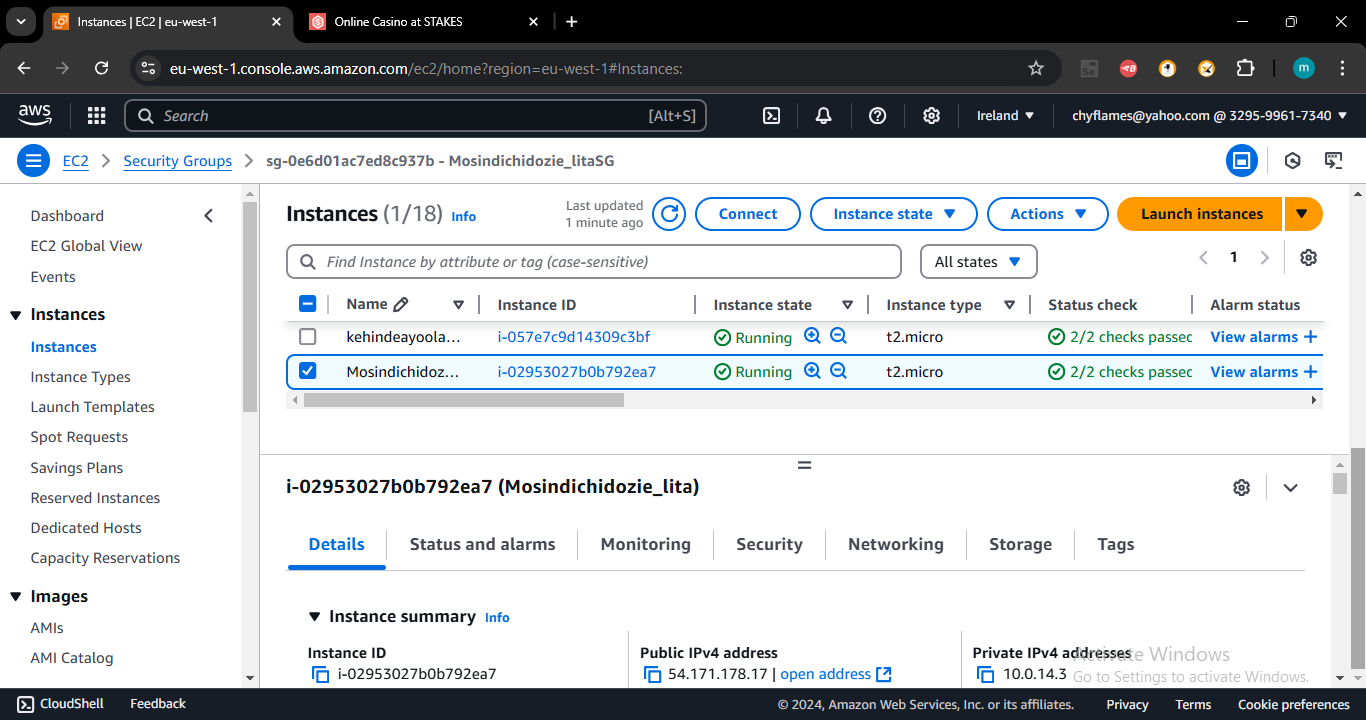 Instances | EC2 | eu-west-1
Online Casino at STAKES
eu-west-1.console.aws.amazon.com/ec2/home?region=eu-west-1#Instances:
aws
Search [Alt+S]
Ireland
chyflames@yahoo.com @ 3295-9961-7340
EC2
Security Groups
sg-0e6d01ac7ed8c937b - Mosindichidozie_litaSG
Dashboard
EC2 Global View
Events
Instances
Instances
Instance Types
Launch Templates
Spot Requests
Savings Plans
Reserved Instances
Dedicated Hosts
Capacity Reservations
Images
AMIs
AMI Catalog
Instances (1/18) Info
Last updated
1 minute ago
Connect
Instance state
Actions
Launch instances
Find Instance by attribute or tag (case-sensitive)
All states
1
Name Instance ID Instance state Instance type Status check Alarm status
kehindeayoola... i-057e7c9d14309c3bf Running t2.micro 2/2 checks passec View alarms +
Mosindichidoz... i-02953027b0b792ea7 Running t2.micro 2/2 checks passec View alarms +
i-02953027b0b792ea7 (Mosindichidozie_lita)
Details Status and alarms Monitoring Security Networking Storage Tags
Instance summary Info
Instance ID
i-02953027b0b792ea7
Public IPv4 address
54.171.178.17 | open address
Private IPv4 addresses
10.0.14.3
Activate Windows
Go to Settings to activate Windows.
CloudShell Feedback
© 2024, Amazon Web Services, Inc. or its affiliates. Privacy Terms Cookie preferences